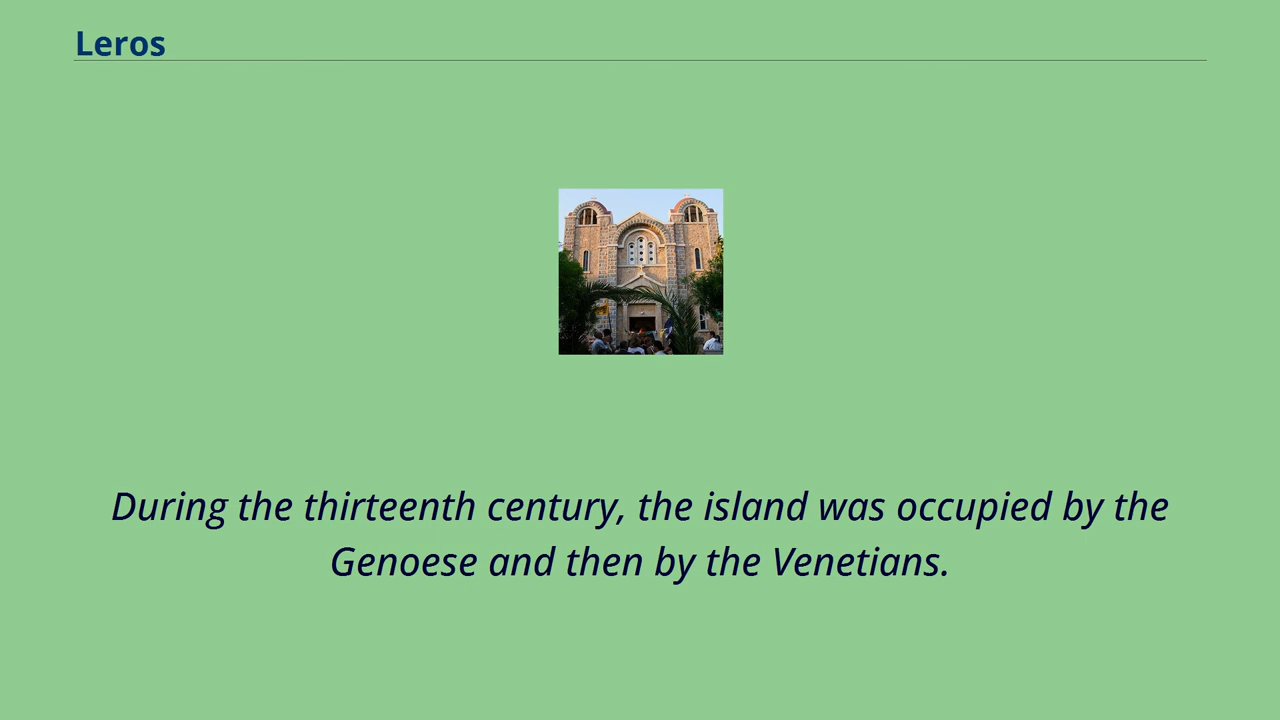 Leros
During the thirteenth century, the island was occupied by the
Genoese and then by the Venetians.